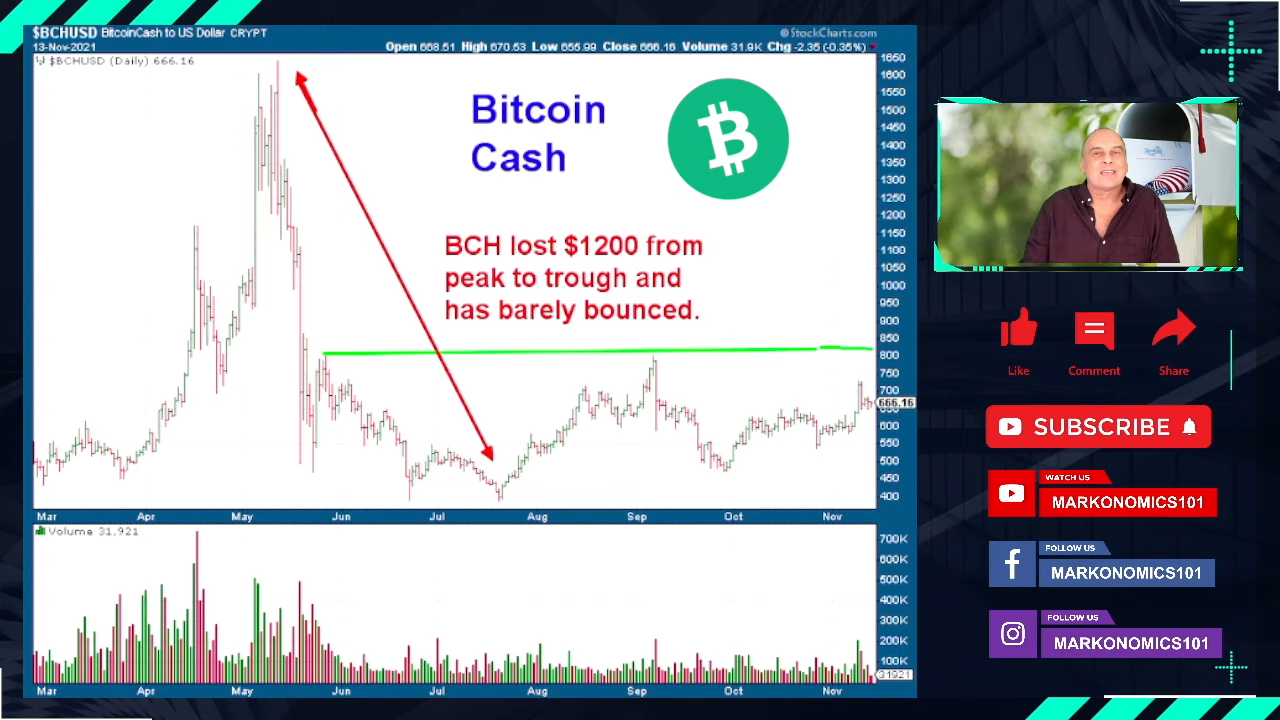 $BCHUSD BitcoinCash to US Dollar CRYPT
@StockCharts.com
13-Nov-2021
Open 668.51 High 670.53 Low 655.99 Close 666.16 Volume 31.9K Chg -2.35 (-0.35%)
$BCHUSD (Daily) 666.16
Bitcoin
Cash
BCH lost $1200 from
peak to trough and
has barely bounced.
1650
1600
1550
1500
1450
1400
1350
1300
1250
1200
1150
1100
1050
1000
950
900
850
800
750
700
666.16
600
550
500
450
400
Mar Apr May Jun Jul Aug Sep Oct Nov
Volume 31,921
700K
600K
500K
400K
300K
200K
100K
31921
Mar Apr May Jun Jul Aug Sep Oct Nov
Like Comment Share
SUBSCRIBE
WATCH US
MARKONOMICS101
FOLLOW US
MARKONOMICS101
FOLLOW US
MARKONOMICS101